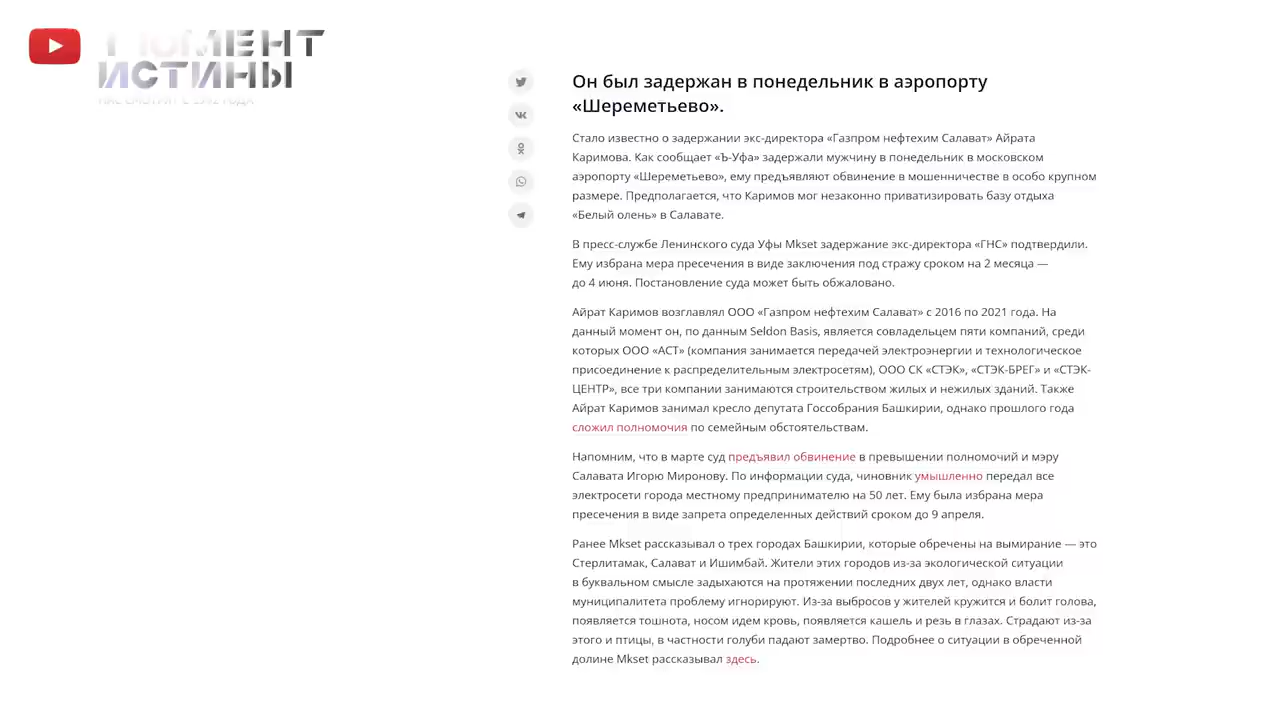 МОМЕНТ
ИСТИНЫ
НАС СМОТРЯТ С 1992 ГОДА
Он был задержан в понедельник в аэропорту
«Шереметьево».
Стало известно о задержании экс-директора «Газпром нефтехим Салават» Айрата
Каримова. Как сообщает «Ъ-Уфа» задержали мужчину в понедельник в московском
аэропорту «Шереметьево», ему предъявляют обвинение в мошенничестве в особо крупном
размере. Предполагается, что Каримов мог незаконно приватизировать базу отдыха
«Белый олень» в Салавате.
В пресс-службе Ленинского суда Уфы Mkset задержание экс-директора «ГНС» подтвердили.
Ему избрана мера пресечения в виде заключения под стражу сроком на 2 месяца —
до 4 июня. Постановление суда может быть обжаловано.
Айрат Каримов возглавлял ООО «Газпром нефтехим Салават» с 2016 по 2021 года. На
данный момент он, по данным Seldon Basis, является совладельцем пяти компаний, среди
которых ООО «АСТ» (компания занимается передачей электроэнергии и технологическое
присоединение к распределительным электросетям), ООО СК «СТЭК», «СТЭК-БРЕГ» и «СТЭК-
ЦЕНТР», все три компании занимаются строительством жилых и нежилых зданий. Также
Айрат Каримов занимал кресло депутата Госсобрания Башкирии, однако прошлого года
сложил полномочия по семейным обстоятельствам.
Напомним, что в марте суд предъявил обвинение в превышении полномочий и мэру
Салавата Игорю Миронову. По информации суда, чиновник умышленно передал все
электросети города местному предпринимателю на 50 лет. Ему была избрана мера
пресечения в виде запрета определенных действий сроком до 9 апреля.
Ранее Mkset рассказывал о трех городах Башкирии, которые обречены на вымирание — это
Стерлитамак, Салават и Ишимбай. Жители этих городов из-за экологической ситуации
в буквальном смысле задыхаются на протяжении последних двух лет, однако власти
муниципалитета проблему игнорируют. Из-за выбросов у жителей кружится и болит голова,
появляется тошнота, носом идем кровь, появляется кашель и резь в глазах. Страдают из-за
этого и птицы, в частности голуби падают замертво. Подробнее о ситуации в обреченной
долине Mkset рассказывал здесь.